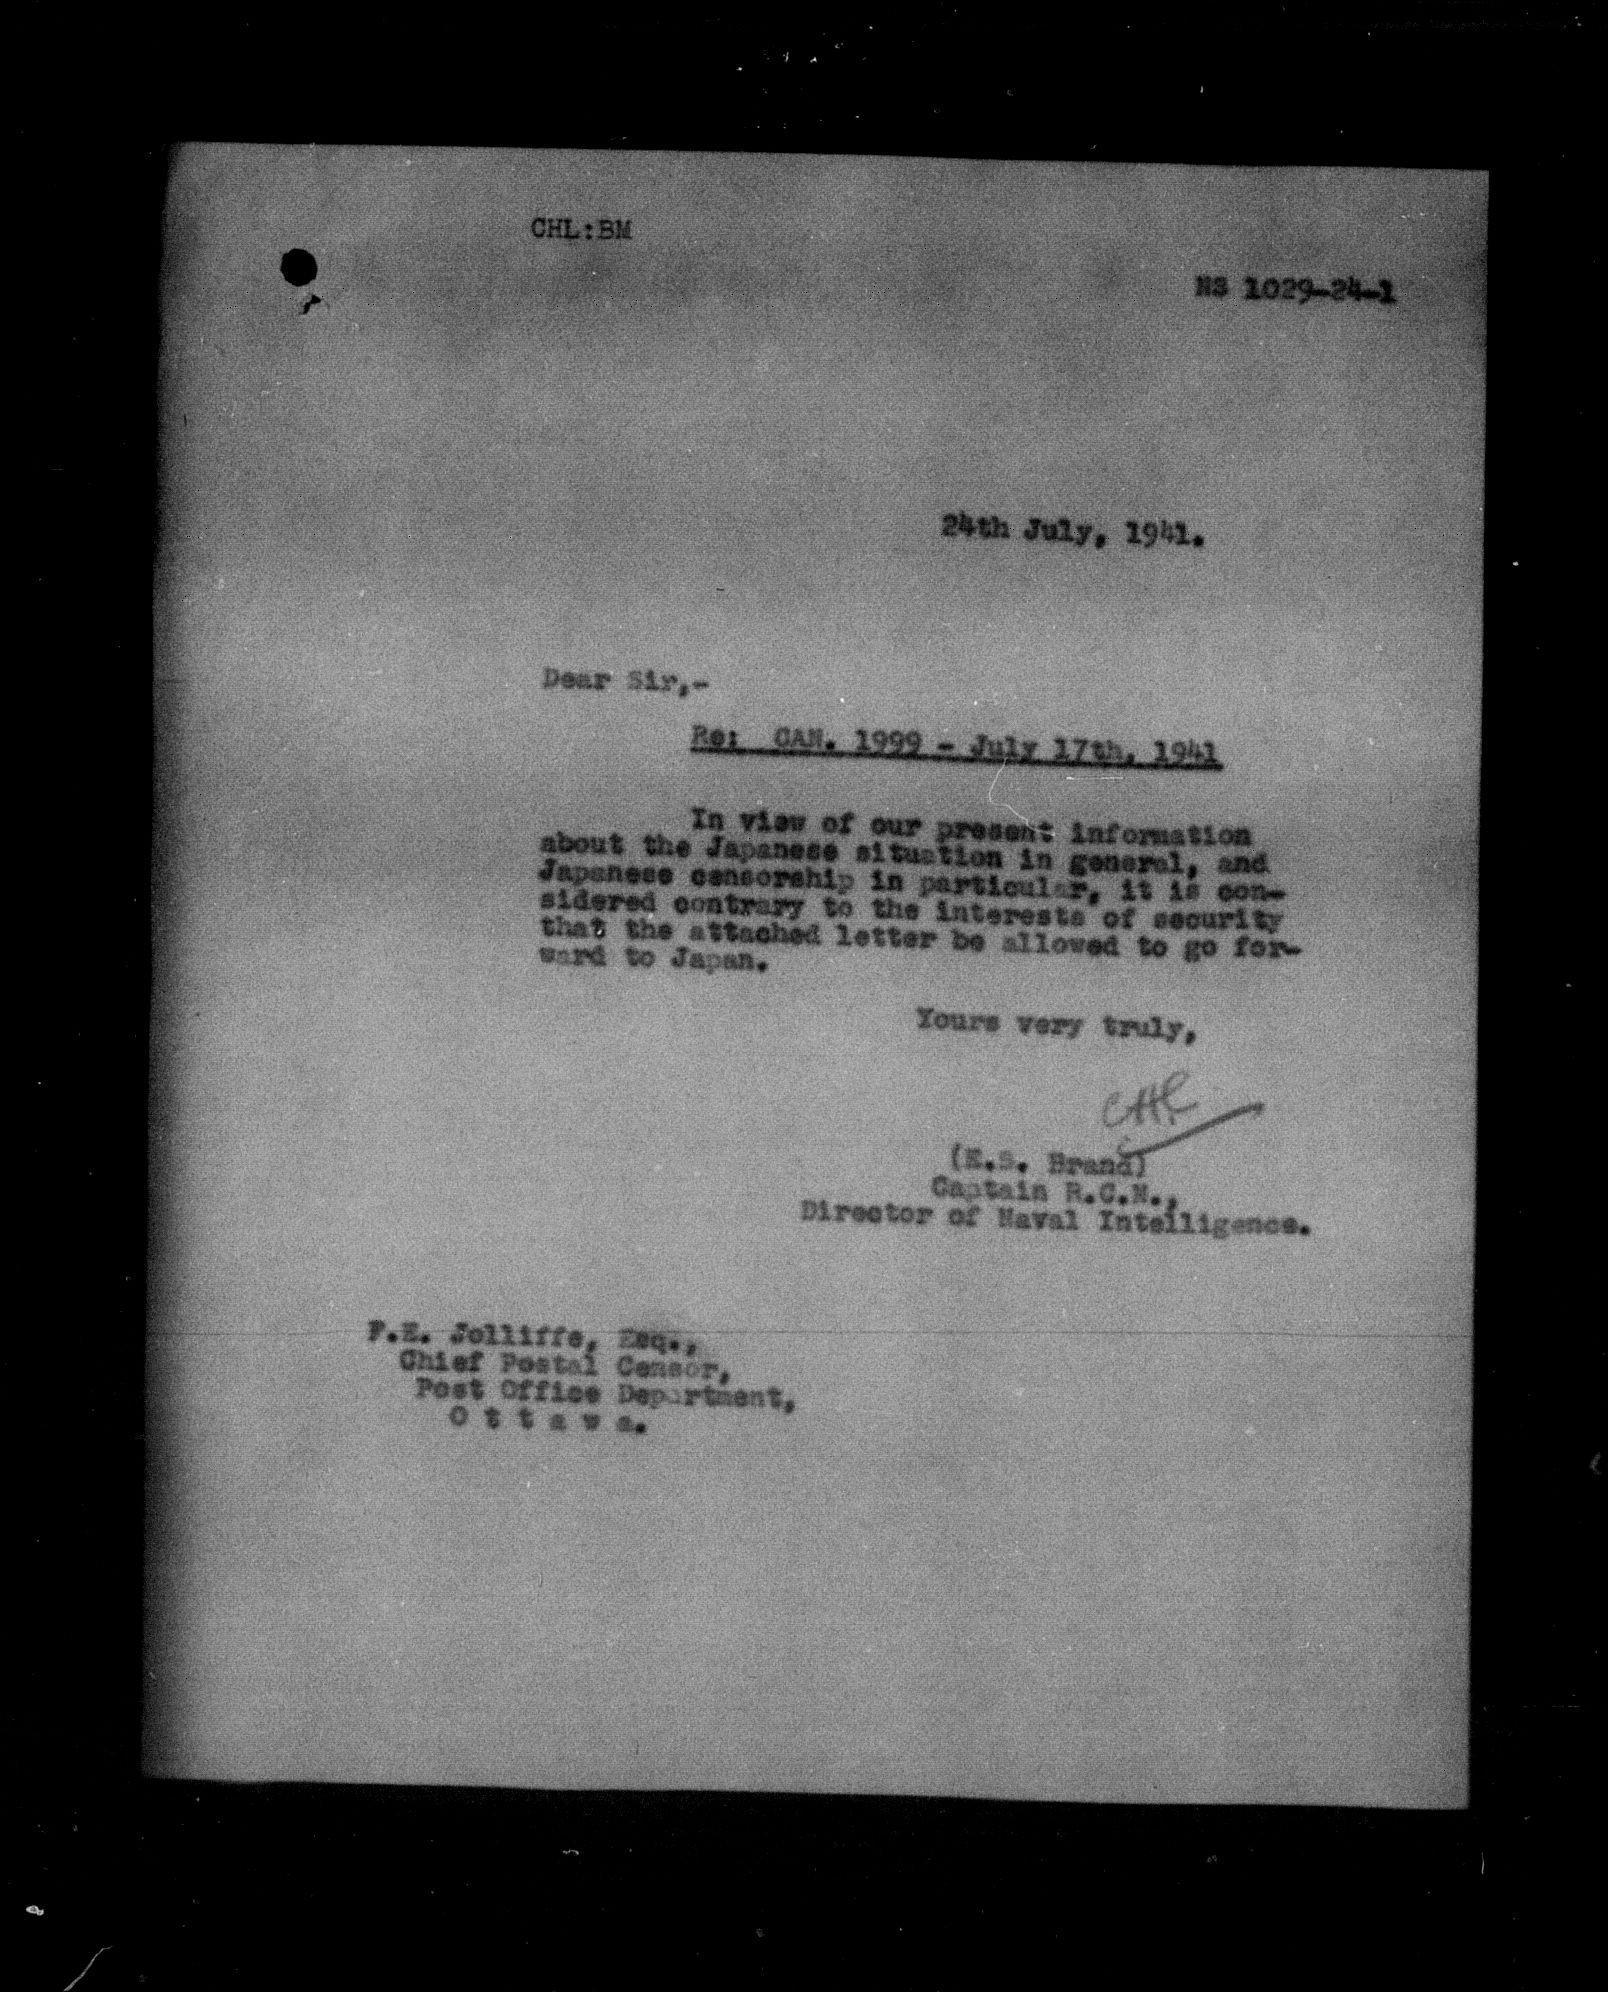 CHL:BM
NS 1029-24-1
24th July, 1941.
Dear Sir,-
Re: CAN. 1999 - July 17th, 1941
In view of our present information
about the Japanese situation in general, and
Japanese censorship in particular, it is con-
sidered contrary to the interests of security
that the attached letter be allowed to go for-
ward to Japan.
Yours very truly,
CHL
(E.S. Brand)
Captain R.C.N.,
Director of Naval Intelligence.
F.E. Jolliffe, Esq.,
Chief Postal Censor,
Post Office Department,
O t t a w a.